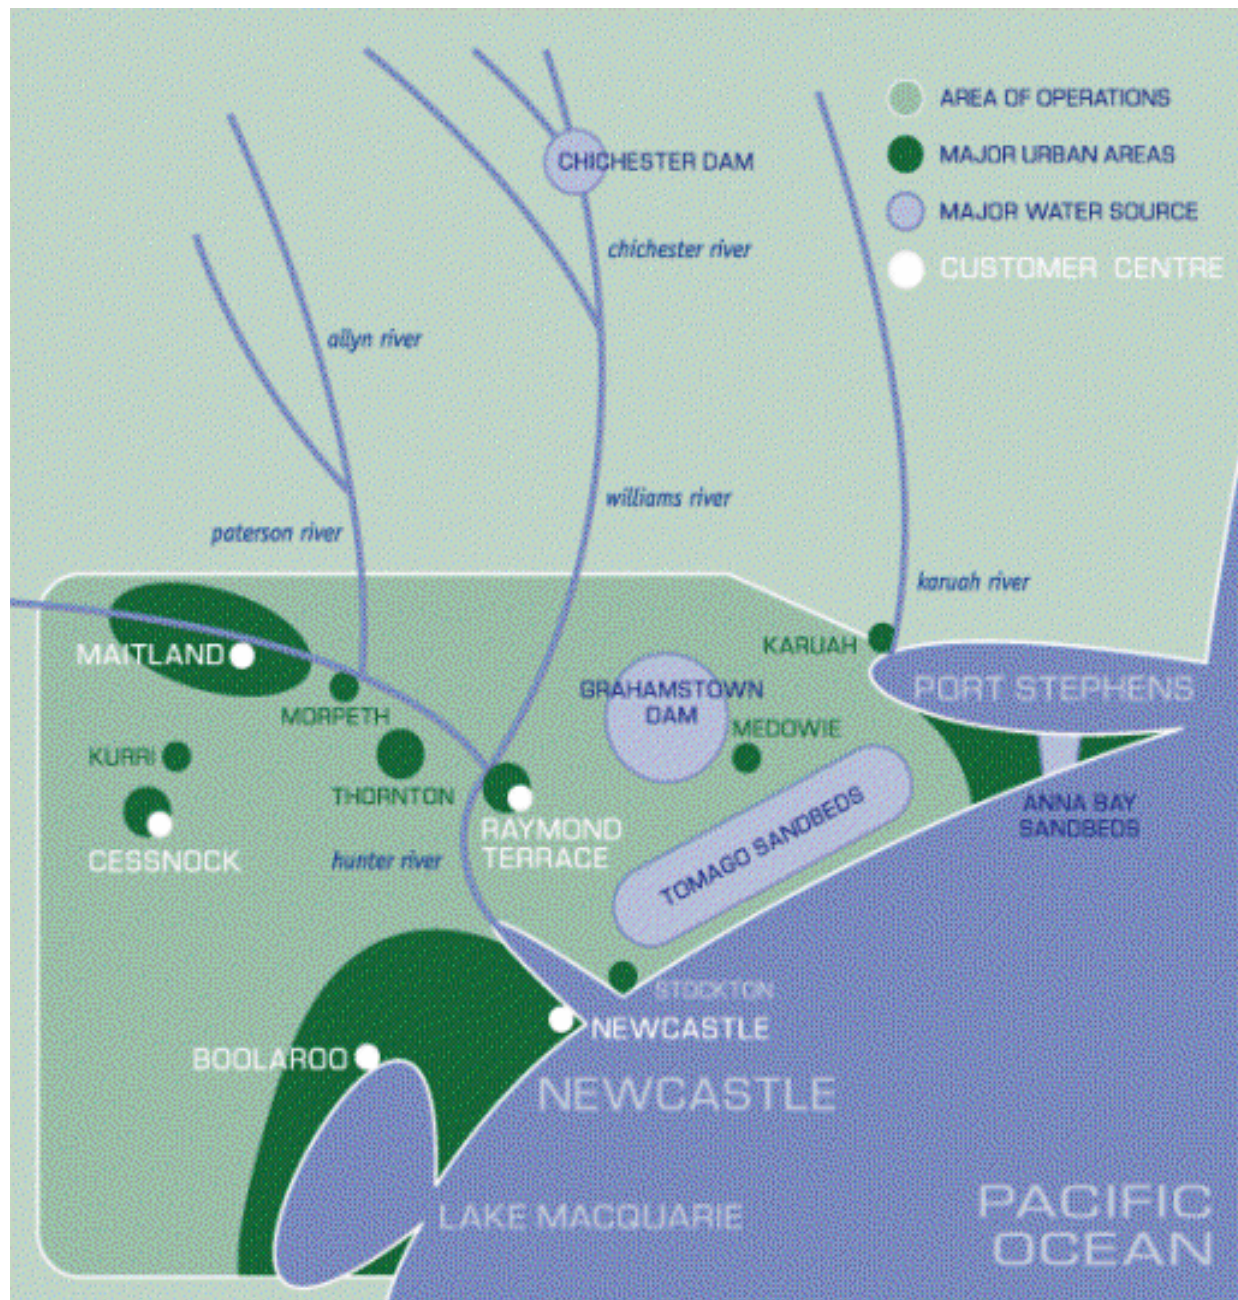 AREA OF OPERATIONS
MAJOR URBAN AREAS
MAJOR WATER SOURCE
CUSTOMER CENTRE
CHICHESTER DAM
chichester river
allyn river
williams river
paterson river
karuah river
KARUAH
MAITLAND
PORT STEPHENS
GRAHAMSTOWN
DAM
MORPETH
MEDOWIE
KURRI
THORNTON
ANNA BAY
SANDBEDS
RAYMOND
TERRACE
TOMAGO SANDBEDS
CESSNOCK
hunter river
STOCKTON
NEWCASTLE
BOOLAROO
NEWCASTLE
LAKE MACQUARIE
PACIFIC
OCEAN